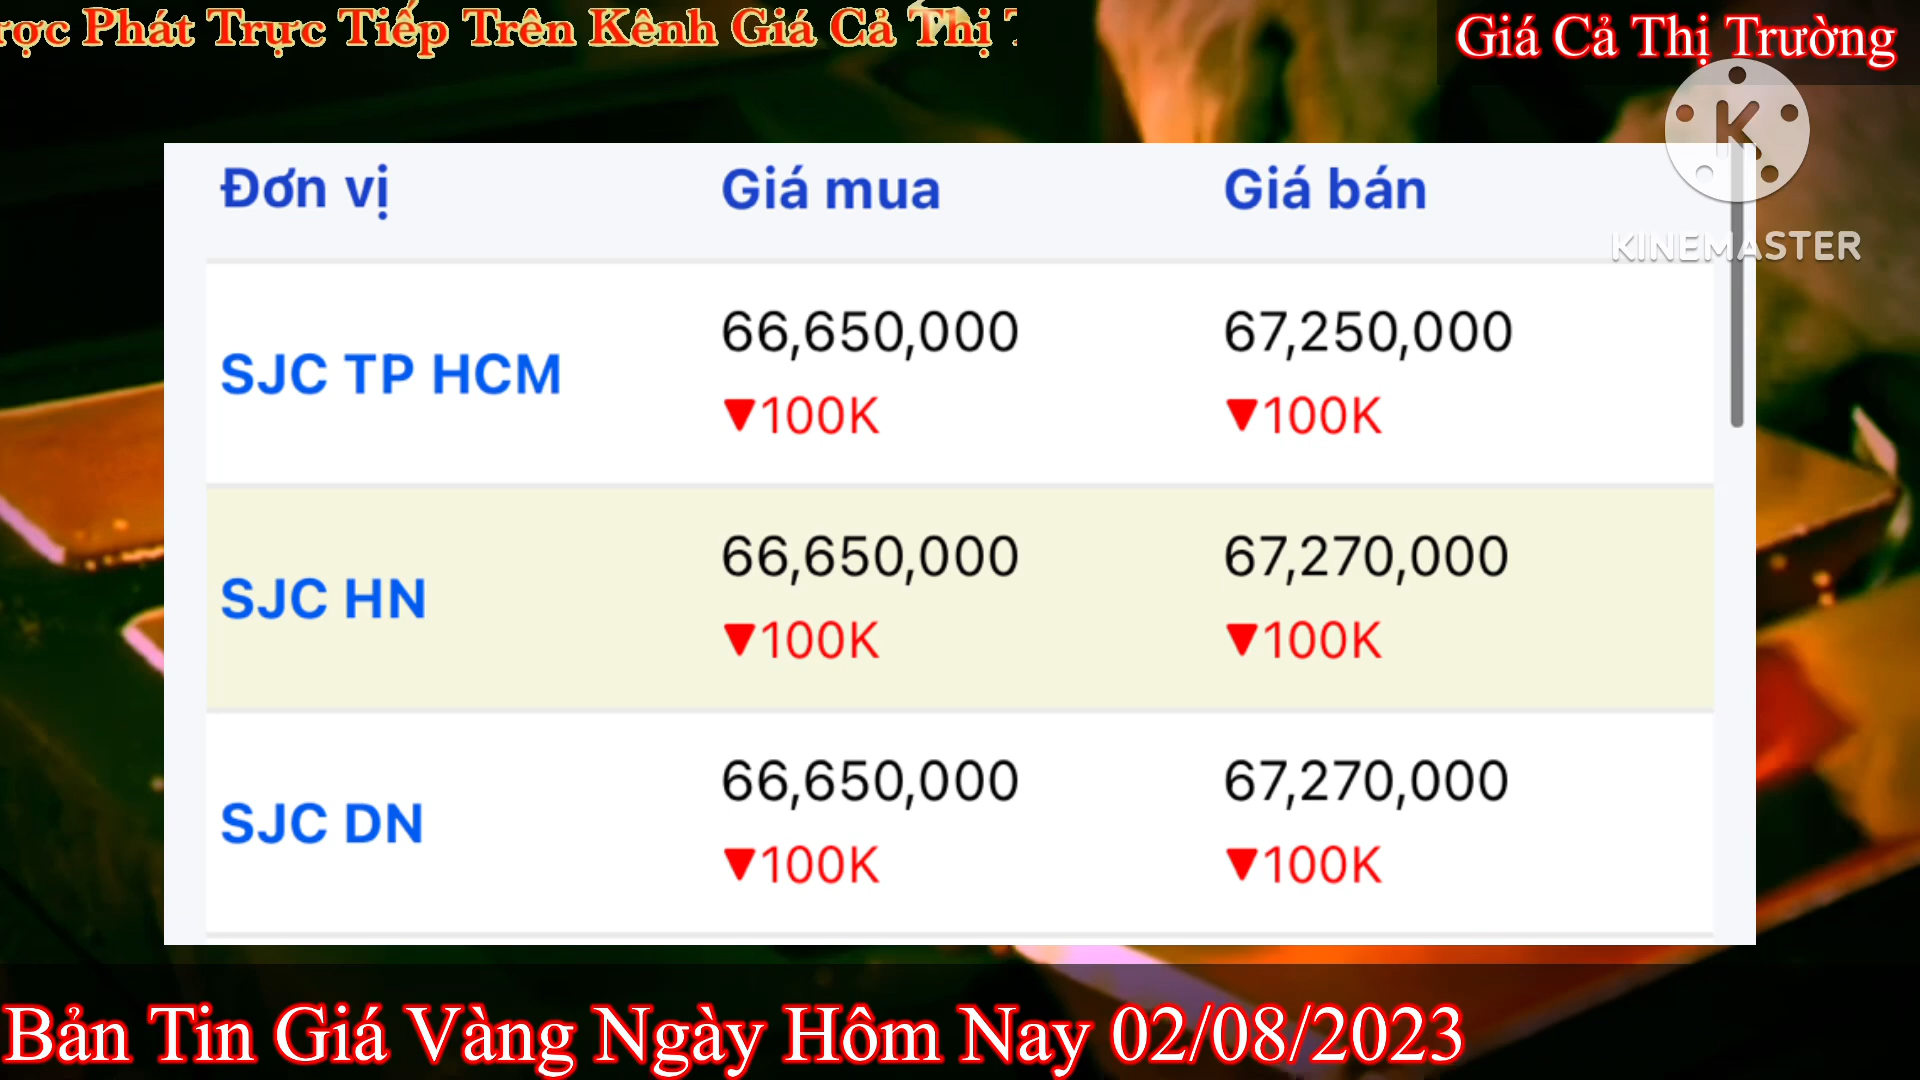 Phát Trực Tiếp Trên Kênh Giá Cả Thị
Giá Cả Thị Trường
K
KINEMASTER
Đơn vị Giá mua Giá bán
66,650,000 67,250,000
SJC TP HCM
▼100K ▼100K
66,650,000 67,270,000
SJC HN
▼100K ▼100K
66,650,000 67,270,000
SJC DN
▼100K ▼100K
Bản Tin Giá Vàng Ngày Hôm Nay 02/08/2023